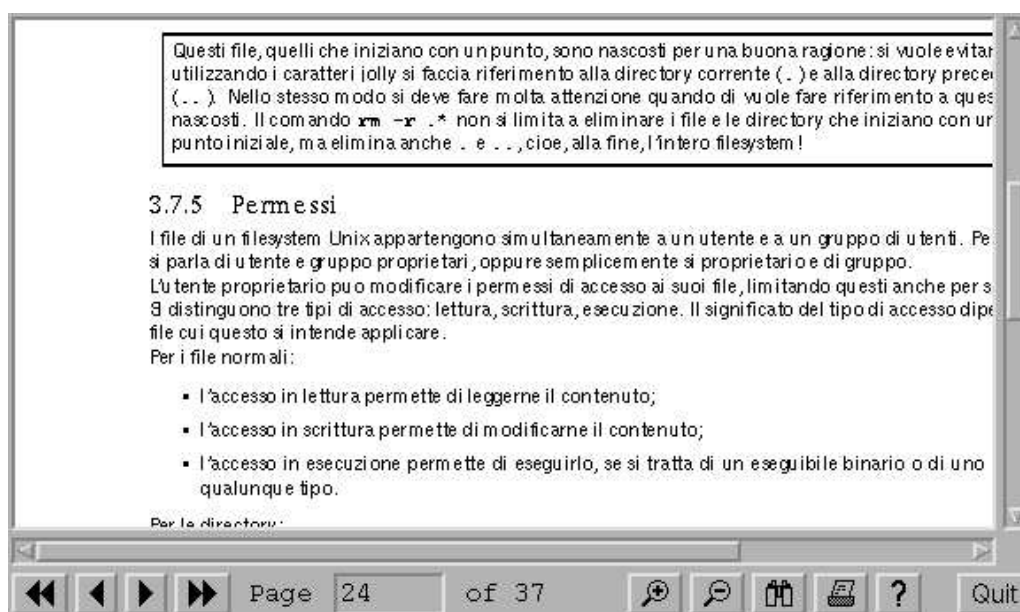 Questi file, quelli che iniziano con un punto, sono nascosti per una buona ragione: si vuole evitar
utilizzando i caratteri jolly si faccia riferimento alla directory corrente (.) e alla directory prece
(..). Nello stesso modo si deve fare molta attenzione quando di vuole fare riferimento a ques
nascosti. Il comando rm -r .* non si limita a eliminare i file e le directory che iniziano con un
punto iniziale, ma elimina anche . e .., cioe, alla fine, l'intero filesystem!
3.7.5 Permessi
I file di un filesystem Unix appartengono simultaneamente a un utente e a un gruppo di utenti. Pe
si parla di utente e gruppo proprietari, oppure semplicemente si proprietario e di gruppo.
L'utente proprietario puo modificare i permessi di accesso ai suoi file, limitando questi anche per s
Si distinguono tre tipi di accesso: lettura, scrittura, esecuzione. Il significato del tipo di accesso dipe
file cui questo si intende applicare.
Per i file normali:
▪ l'accesso in lettura permette di leggerne il contenuto;
▪ l'accesso in scrittura permette di modificarne il contenuto;
▪ l'accesso in esecuzione permette di eseguirlo, se si tratta di un eseguibile binario o di uno
qualunque tipo.
Per le directory:
Page 24 of 37 ? Quit